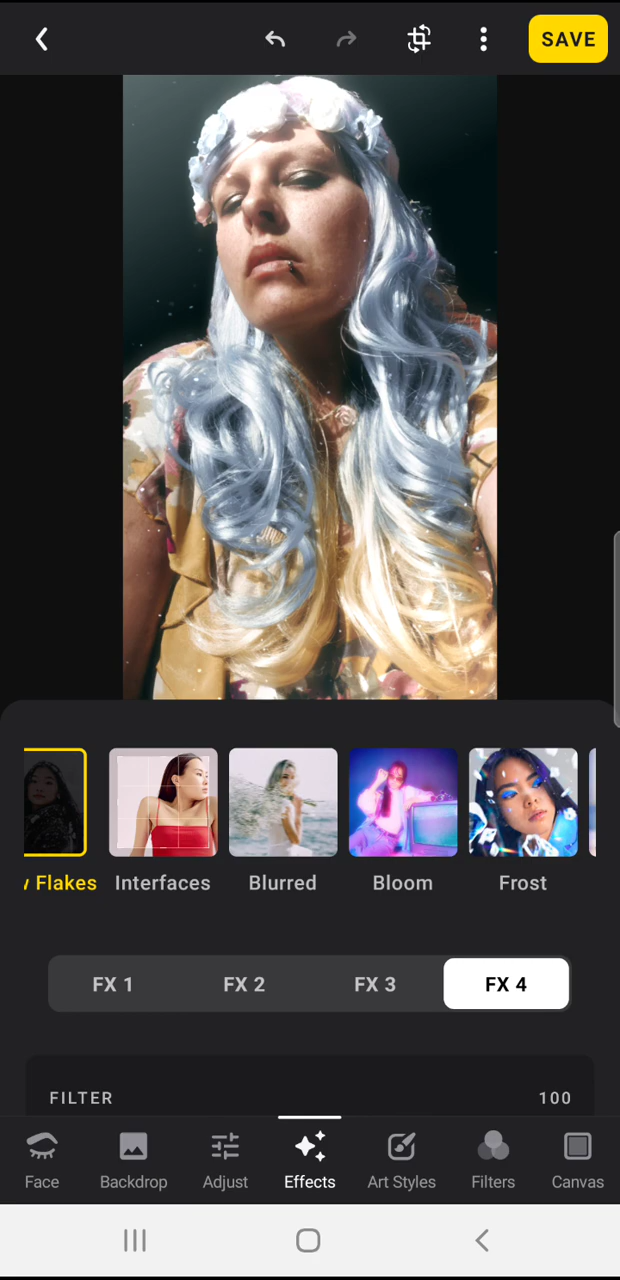 SAVE
Flakes
Interfaces
Blurred
Bloom
Frost
FX 1
FX 2
FX 3
FX 4
FILTER
100
Face
Backdrop
Adjust
Effects
Art Styles
Filters
Canvas